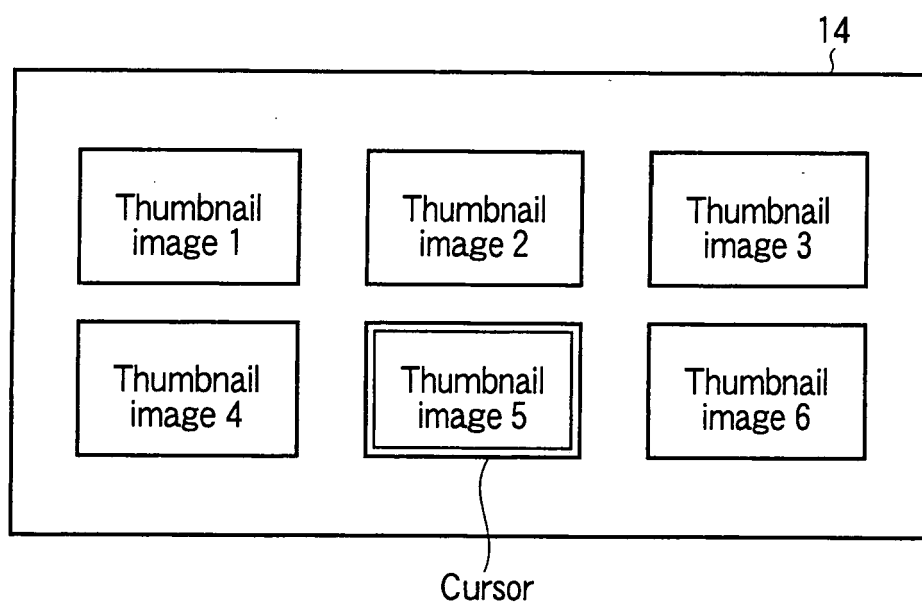 14
Thumbnail
image 1
Thumbnail
image 2
Thumbnail
image 3
Thumbnail
image 4
Thumbnail
image 5
Thumbnail
image 6
Cursor